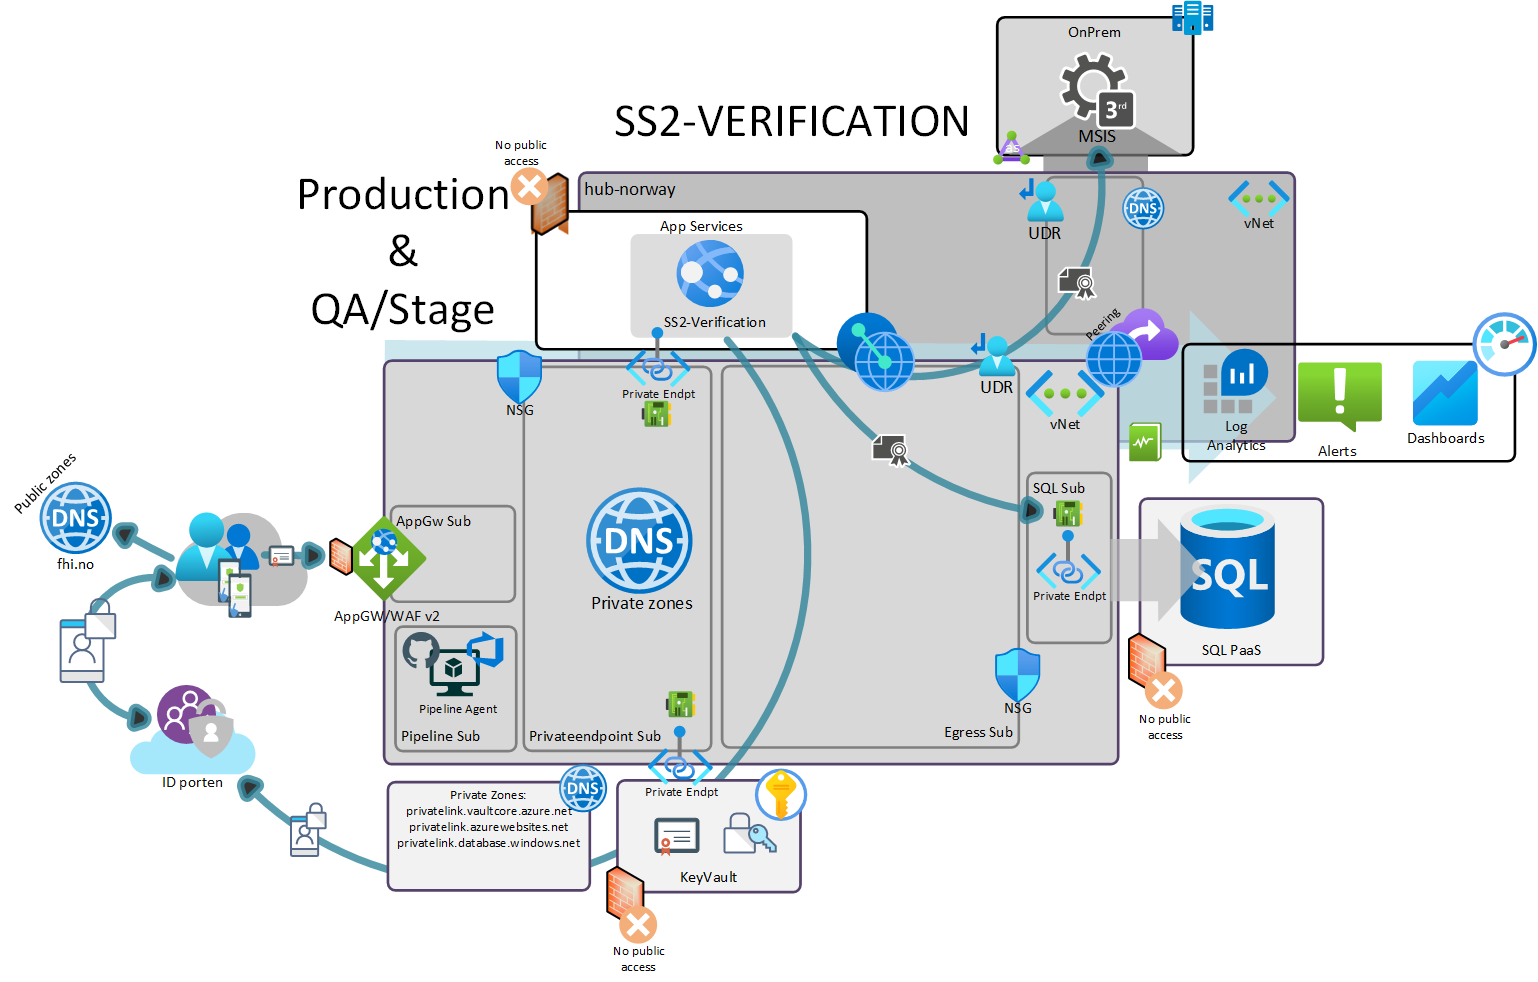 OnPrem
3rd
MSIS
SS2-VERIFICATION
No public
access
Production
&
QA/Stage
hub-norway
UDR
DNS
vNet
App Services
SS2-Verification
Peering
NSG
Private Endpt
UDR
vNet
Log
Analytics
Alerts
Dashboards
Public zones
DNS
fhi.no
AppGw Sub
AppGW/WAF v2
DNS
Private zones
SQL Sub
Private Endpt
SQL
SQL PaaS
No public
access
Pipeline Agent
Pipeline Sub
Privateendpoint Sub
NSG
Egress Sub
ID porten
Private Endpt
DNS
Private Zones:
privatelink.vaultcore.azure.net
privatelink.azurewebsites.net
privatelink.database.windows.net
KeyVault
No public
access